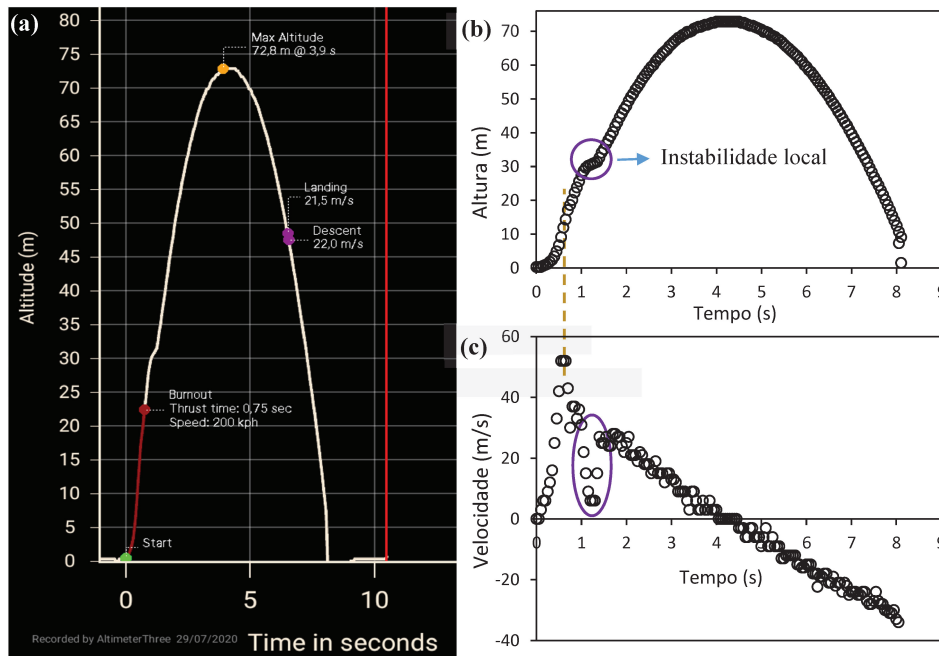 (a)
80
75
70
65
60
55
50
45
40
35
30
25
20
15
10
5
0
Altitude (m)
Max Altitude
72,8 m @ 3,9 s
Landing
21,5 m/s
Descent
22,0 m/s
Burnout
Thrust time: 0,75 sec
Speed: 200 kph
Start
0
5
10
Recorded by AltimeterThree 29/07/2020
Time in seconds
(b)
70
60
50
40
30
20
10
0
Altura (m)
Instabilidade local
0
1
2
3
4
5
6
7
8
9
Tempo (s)
(c)
60
40
20
0
-20
-40
Velocidade (m/s)
0
1
2
3
4
5
6
7
8
9
Tempo (s)